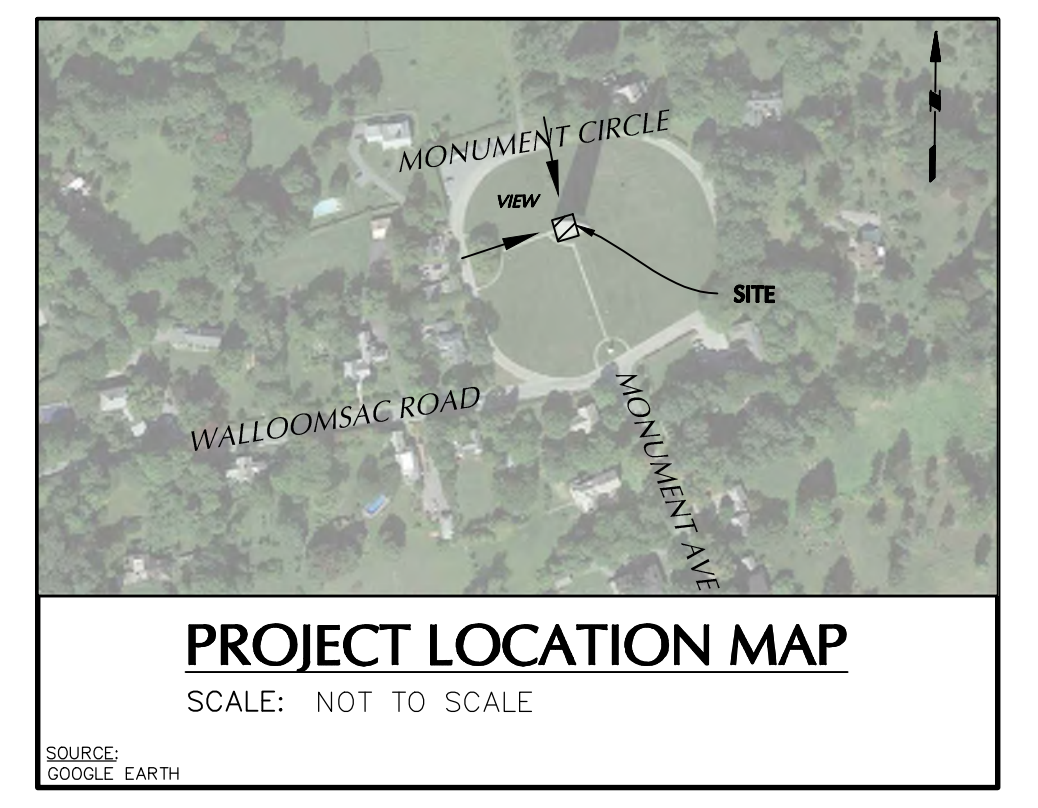 N
MONUMENT CIRCLE
VIEW
SITE
WALLOOMSAC ROAD
MONUMENT AVE
PROJECT LOCATION MAP
SCALE: NOT TO SCALE
SOURCE:
GOOGLE EARTH